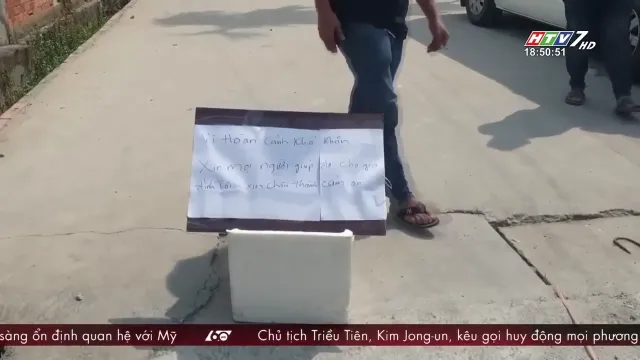 HTV7 HD
18:50:51
Vì Hoàn Cảnh Khó Khăn
Xin mọi người giúp đỡ cho gia
đình Em xin chân thành cảm ơn
sàng ổn định quan hệ với Mỹ 60 Chủ tịch Triều Tiên, Kim Jong-un, kêu gọi huy động mọi phương